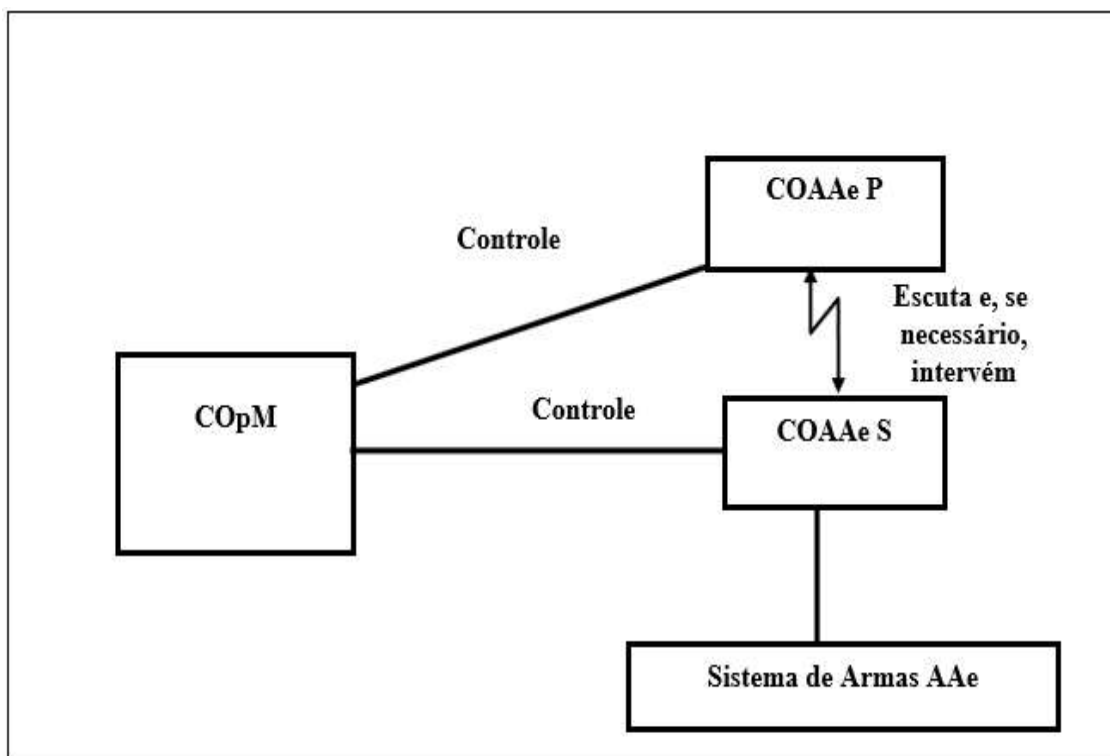 COAAe P
Controle
Escuta e, se
necessário,
intervém
COpM
Controle
COAAe S
Sistema de Armas AAe